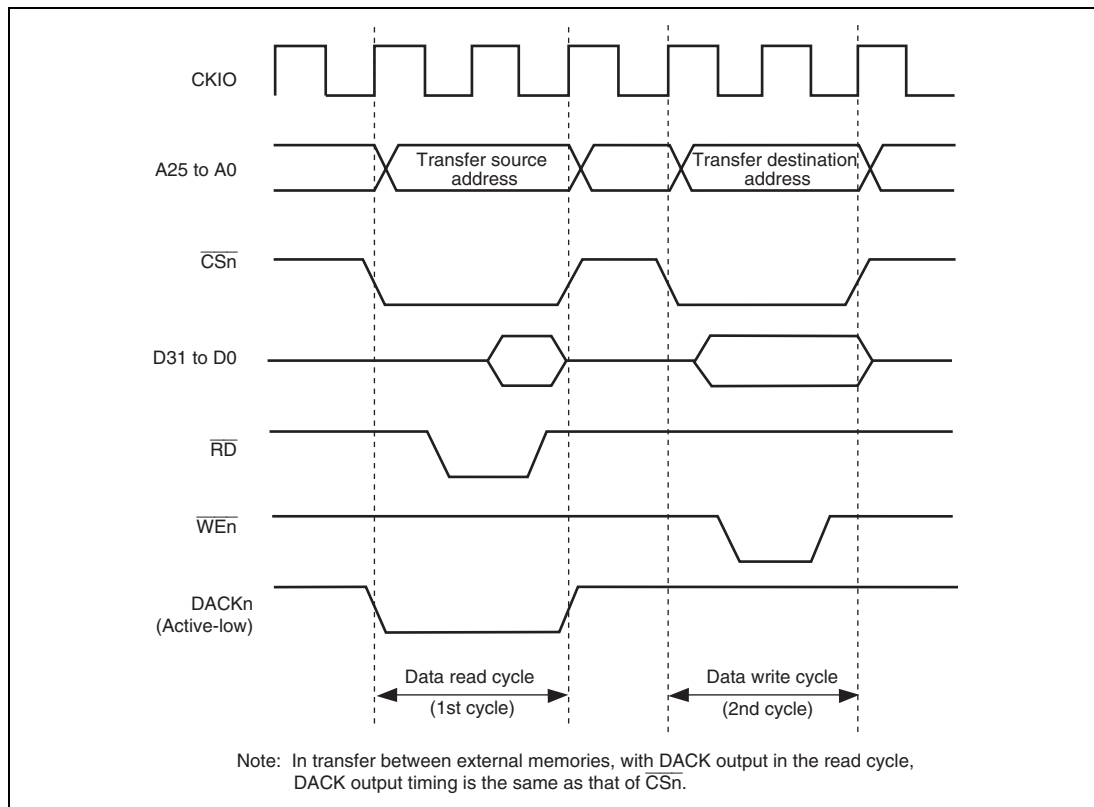 CKIO
A25 to A0
Transfer source
address
Transfer destination
address
CSn
D31 to D0
RD
WEn
DACKn
(Active-low)
Data read cycle
(1st cycle)
Data write cycle
(2nd cycle)
Note: In transfer between external memories, with DACK output in the read cycle,
DACK output timing is the same as that of CSn.